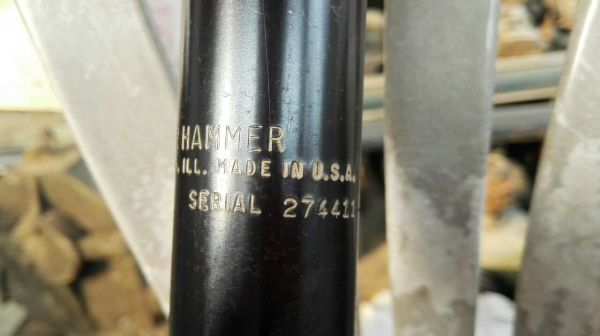 HAMMER
. ILL. MADE IN U.S.A.
SERIAL 274411